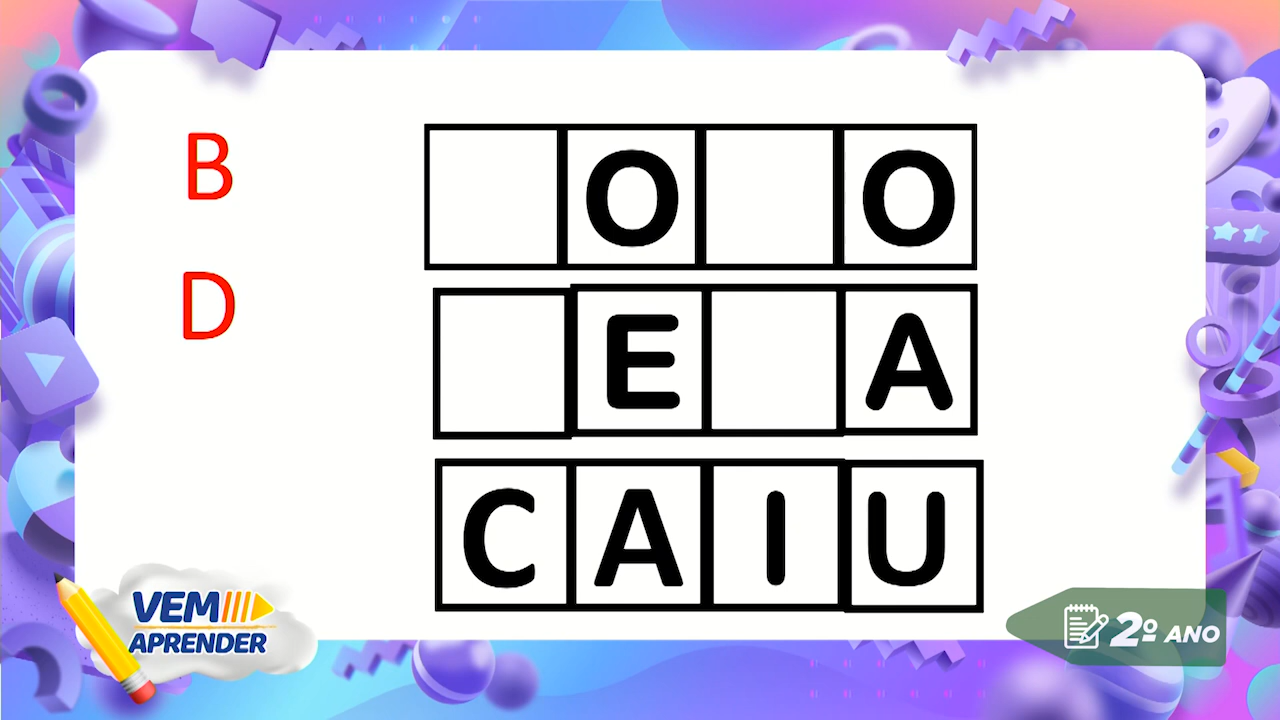 B
D
O O
E A
CAIU
VEM
APRENDER
2º ANO